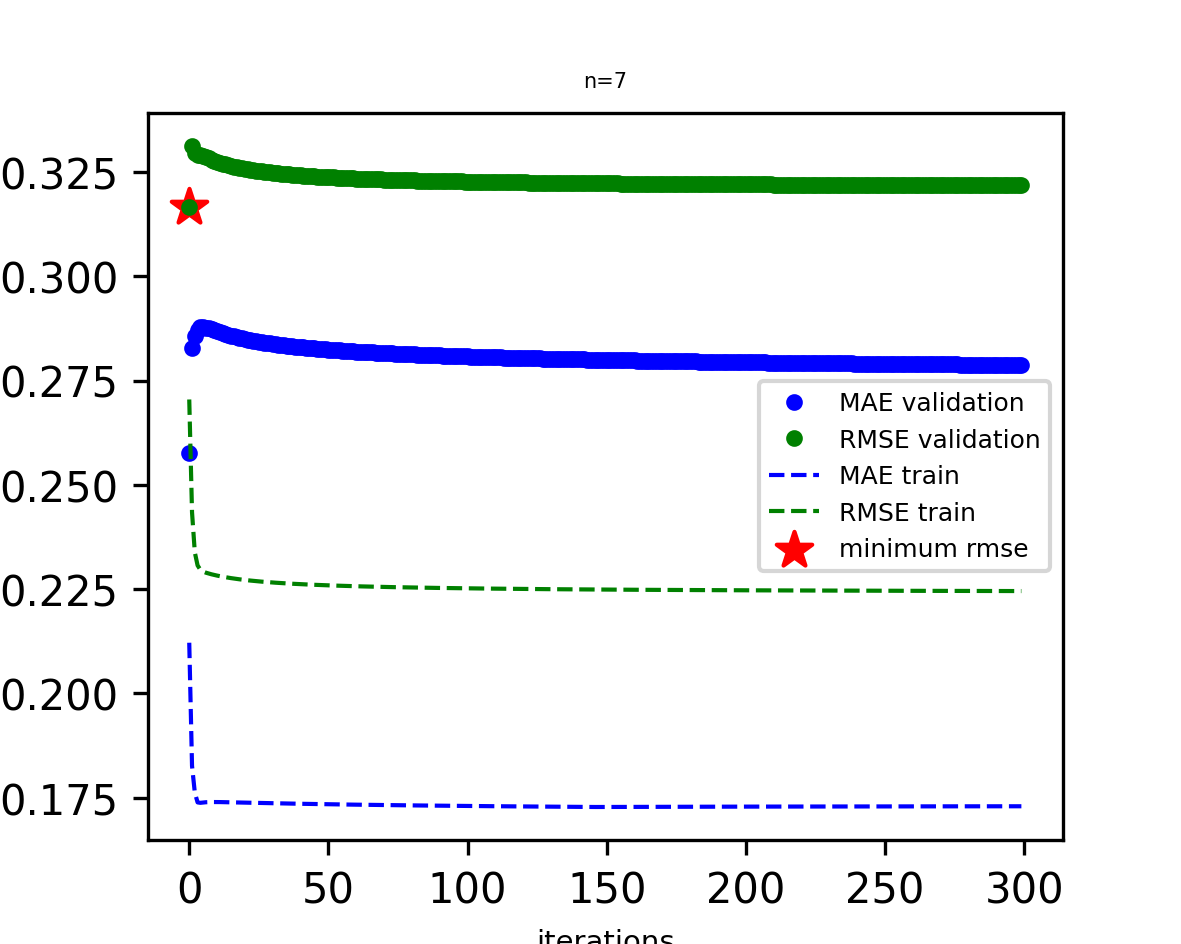 n=7
0.325
0.300
0.275
0.250
0.225
0.200
0.175
MAE validation
RMSE validation
MAE train
RMSE train
minimum rmse
0 50 100 150 200 250 300
iterations